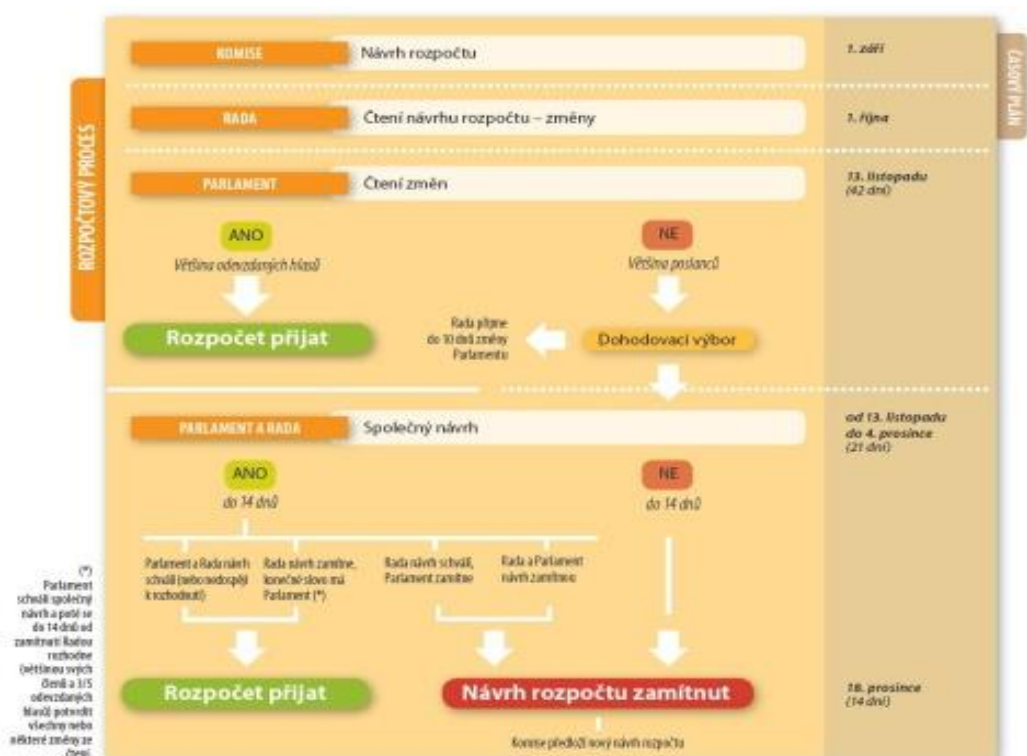 KOMISE
Návrh rozpočtu
1. září
ČASOVÝ PLÁN
ROZPOČTOVÝ PROCES
RADA
Čtení návrhu rozpočtu – změny
1. října
PARLAMENT
Čtení změn
13. listopadu
(42 dní)
ANO
Většina odevzdaných hlasů
NE
Většina poslanců
Rozpočet přijat
Rada přijme
do 10 dnů změny
Parlamentu
Dohodovací výbor
PARLAMENT A RADA
Společný návrh
od 13. listopadu
do 4. prosince
(21 dní)
ANO
do 14 dnů
NE
do 14 dnů
Parlament a Rada návrh
schválí (nebo nedospějí
k rozhodnutí)
Rada návrh zamítne,
konečné slovo má
Parlament (*)
Rada návrh schválí,
Parlament zamítne
Rada a Parlament
návrh zamítnou
(*)
Parlament
schválí společný
návrh a poté se
do 14 dnů od
zamítnutí Radou
rozhodne
(většinou svých
členů a 3/5
odevzdaných
hlasů) potvrdit
všechny nebo
některé změny ze
čtení.
Rozpočet přijat
Návrh rozpočtu zamítnut
18. prosince
(14 dní)
Komise předloží nový návrh rozpočtu